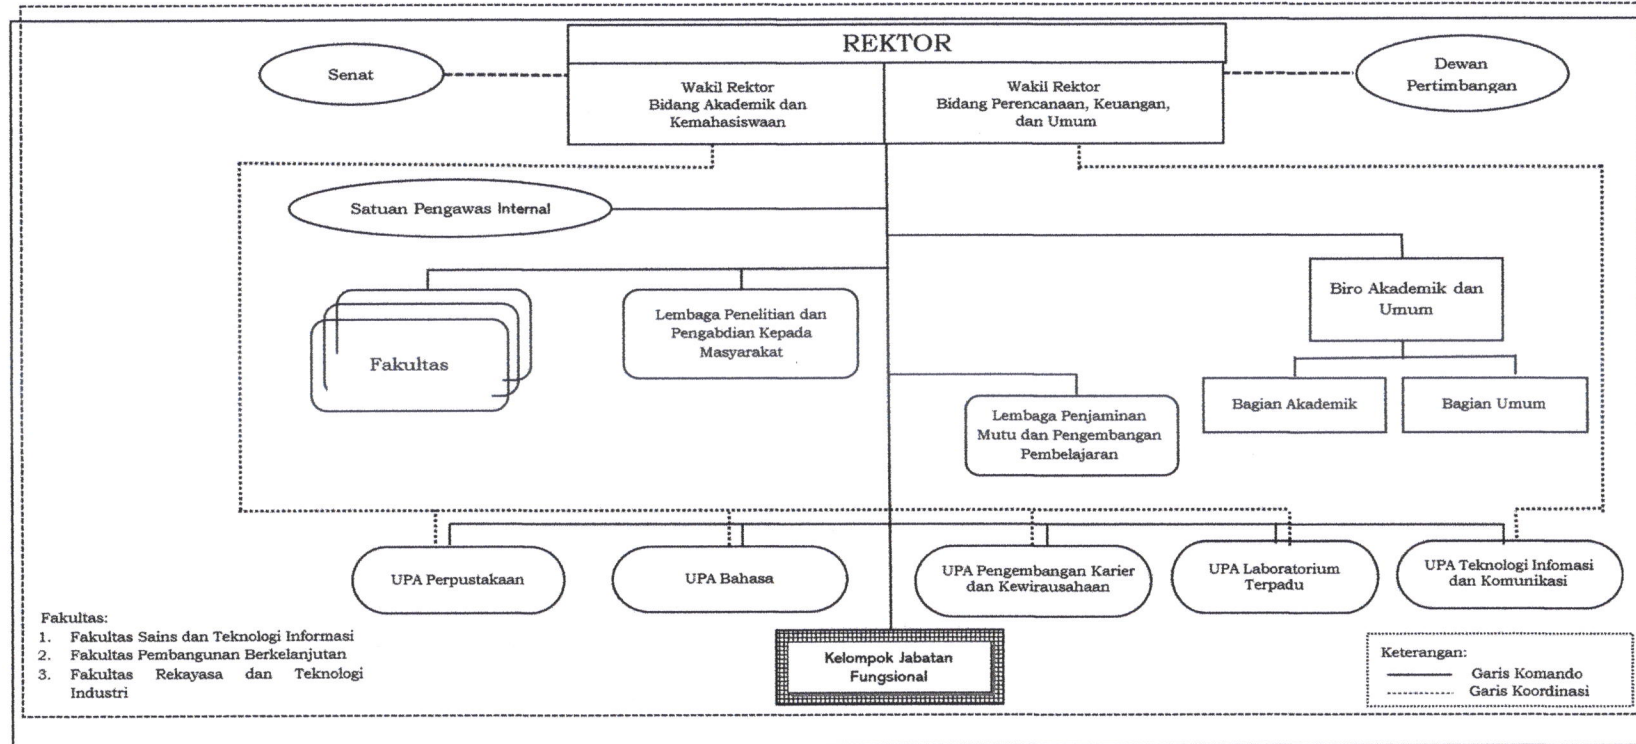 REKTOR
Senat
Wakil Rektor
Bidang Akademik dan
Kemahasiswaan
Wakil Rektor
Bidang Perencanaan, Keuangan,
dan Umum
Dewan
Pertimbangan
Satuan Pengawas Internal
Fakultas
Lembaga Penelitian dan
Pengabdian Kepada
Masyarakat
Biro Akademik dan
Umum
Lembaga Penjaminan
Mutu dan Pengembangan
Pembelajaran
Bagian Akademik
Bagian Umum
UPA Perpustakaan
UPA Bahasa
UPA Pengembangan Karier
dan Kewirausahaan
UPA Laboratorium
Terpadu
UPA Teknologi Infomasi
dan Komunikasi
Fakultas:
1. Fakultas Sains dan Teknologi Informasi
2. Fakultas Pembangunan Berkelanjutan
3. Fakultas Rekayasa dan Teknologi
Industri
Kelompok Jabatan
Fungsional
Keterangan:
Garis Komando
Garis Koordinasi